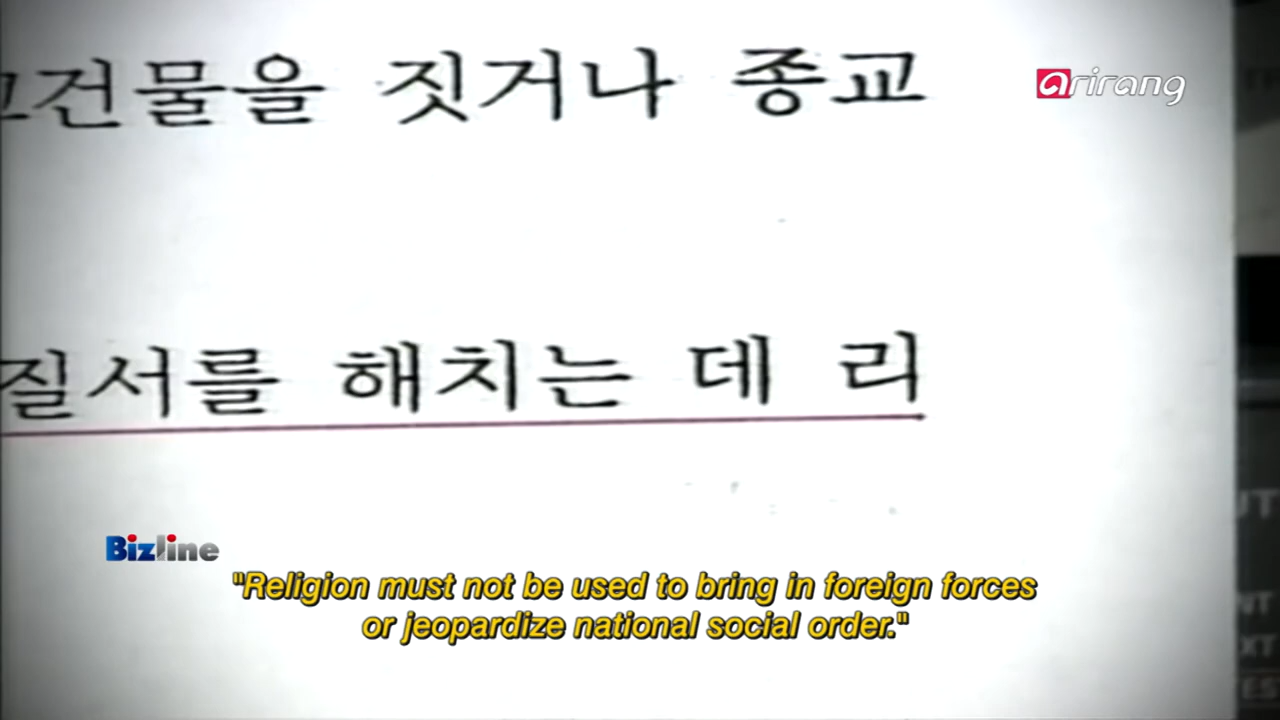 건물을 짓거나 종교
arirang
질서를 해치는 데 리
Bizline
"Religion must not be used to bring in foreign forces
or jeopardize national social order."